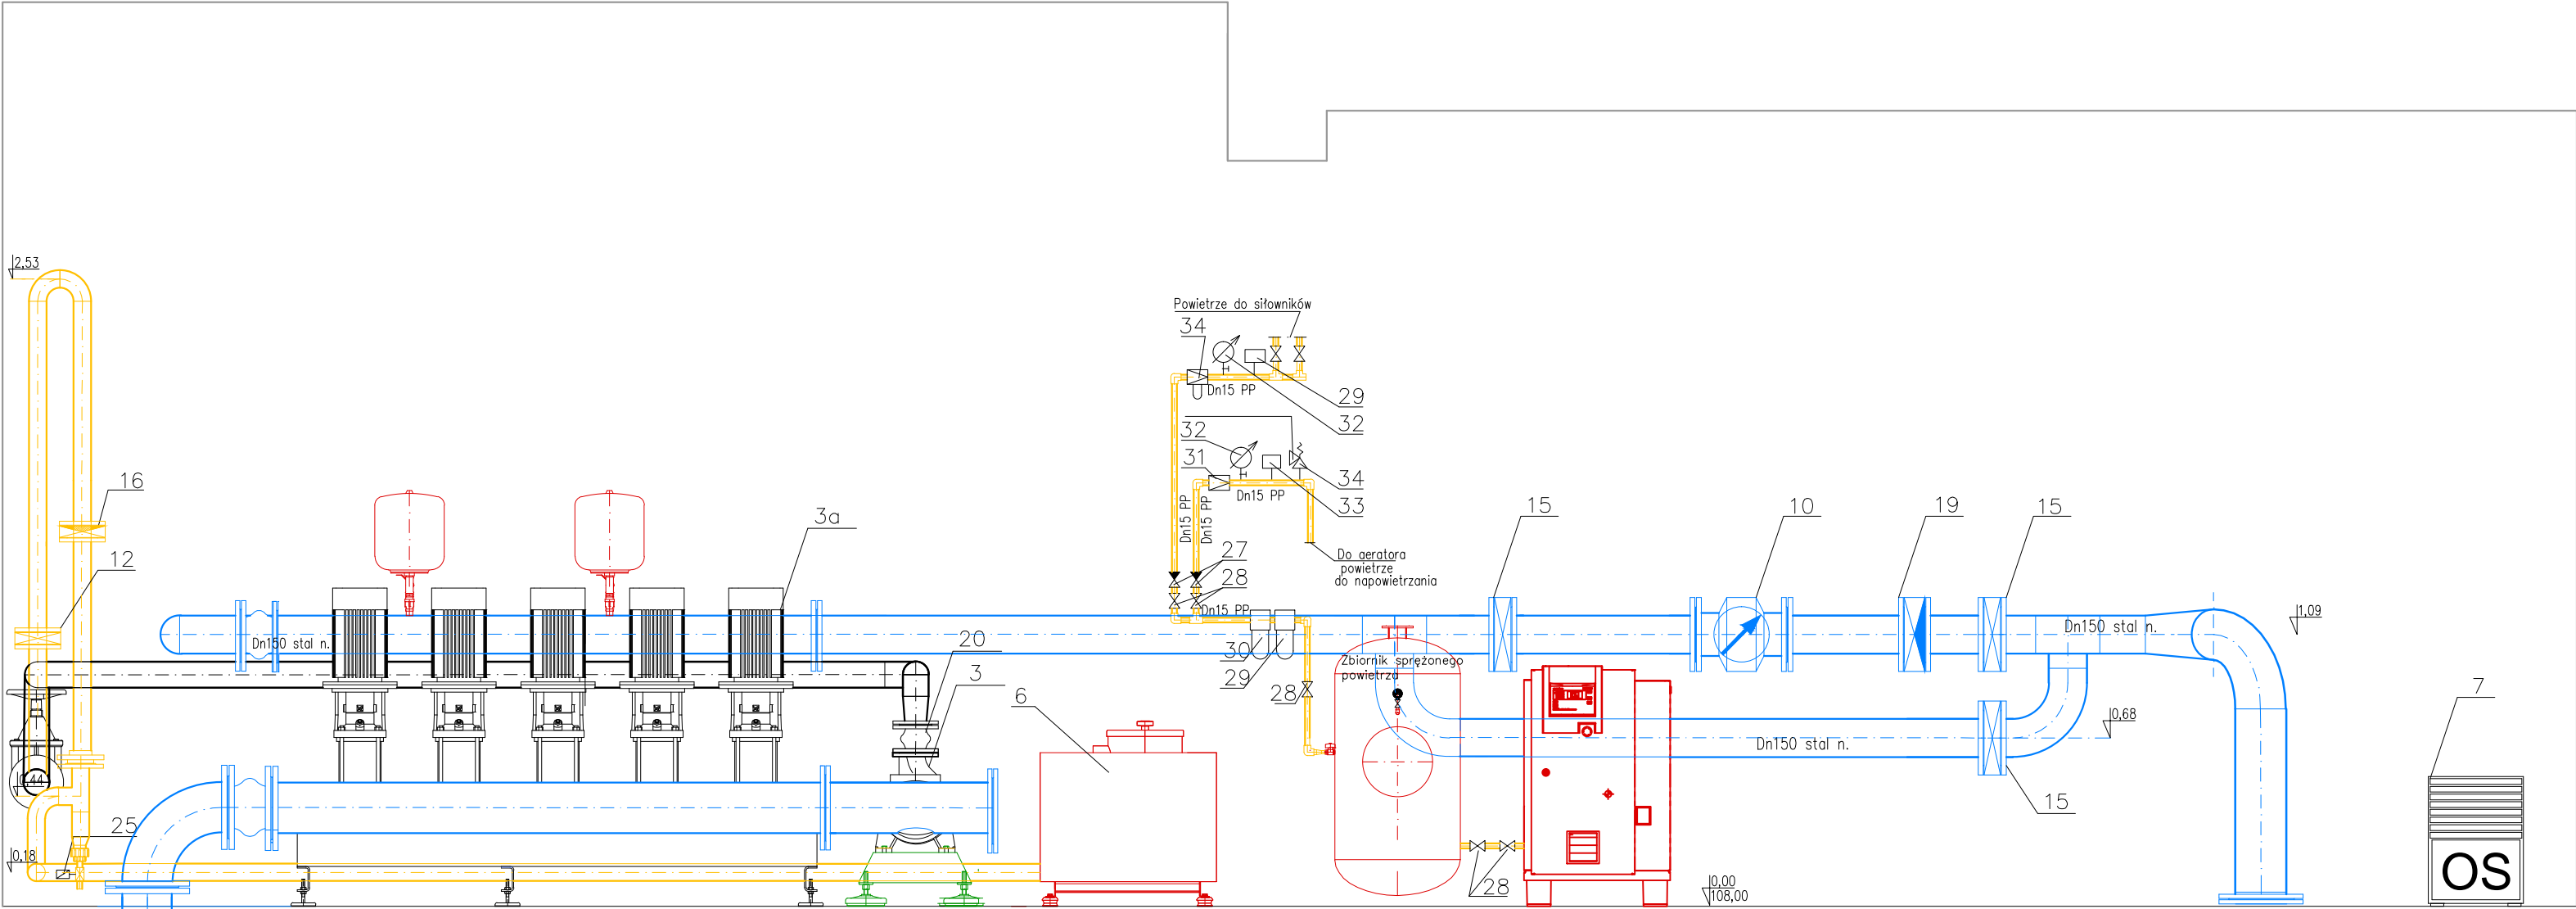 2,53
Powietrze do siłowników
34
Dn15 PP
29
32
32
31
34
Dn15 PP
33
Dn15 PP
Dn15 PP
16
3a
15
10
19
15
12
27
Do aeratora
powietrze
do napowietrzania
28
Dn15 PP
1,09
Dn150 stal n.
Dn150 stal n.
20
30
Zbiornik sprężonego
powietrza
3
29
6
28
7
0,68
Dn150 stal n.
0,44
15
25
0,18
28
0,00
108,00
OS